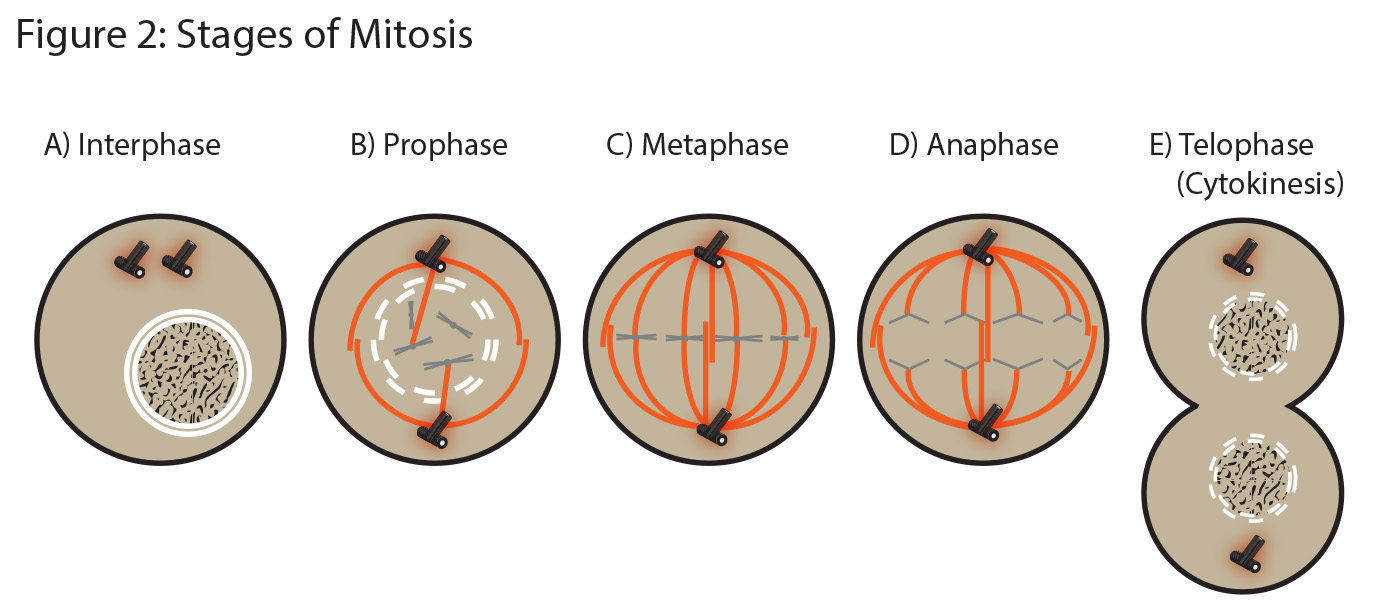 Figure 2: Stages of Mitosis
A) Interphase
B) Prophase
C) Metaphase
D) Anaphase
E) Telophase
(Cytokinesis)